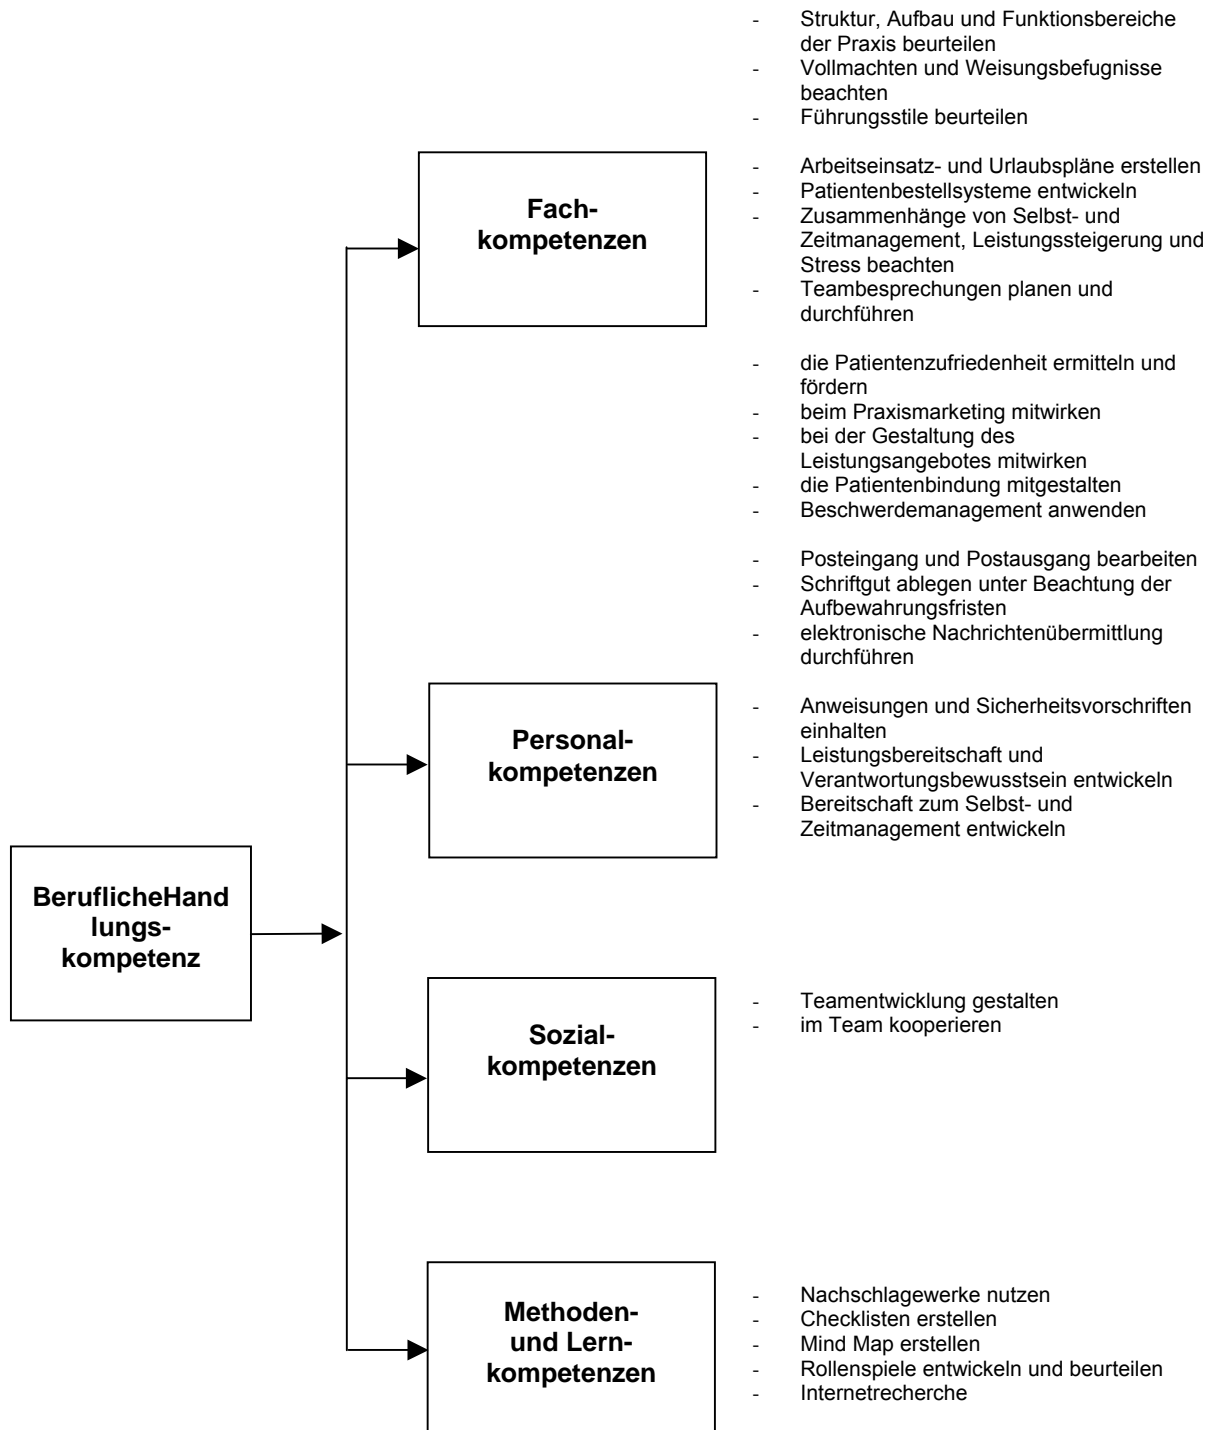 - Struktur, Aufbau und Funktionsbereiche
der Praxis beurteilen
- Vollmachten und Weisungsbefugnisse
beachten
- Führungsstile beurteilen
Fach-
kompetenzen
- Arbeitseinsatz- und Urlaubspläne erstellen
- Patientenbestellsysteme entwickeln
- Zusammenhänge von Selbst- und
Zeitmanagement, Leistungssteigerung und
Stress beachten
- Teambesprechungen planen und
durchführen
- die Patientenzufriedenheit ermitteln und
fördern
- beim Praxismarketing mitwirken
- bei der Gestaltung des
Leistungsangebotes mitwirken
- die Patientenbindung mitgestalten
- Beschwerdemanagement anwenden
- Posteingang und Postausgang bearbeiten
- Schriftgut ablegen unter Beachtung der
Aufbewahrungsfristen
- elektronische Nachrichtenübermittlung
durchführen
Personal-
kompetenzen
- Anweisungen und Sicherheitsvorschriften
einhalten
- Leistungsbereitschaft und
Verantwortungsbewusstsein entwickeln
- Bereitschaft zum Selbst- und
Zeitmanagement entwickeln
BeruflicheHand
lungs-
kompetenz
Sozial-
kompetenzen
- Teamentwicklung gestalten
- im Team kooperieren
Methoden-
und Lern-
kompetenzen
- Nachschlagewerke nutzen
- Checklisten erstellen
- Mind Map erstellen
- Rollenspiele entwickeln und beurteilen
- Internetrecherche